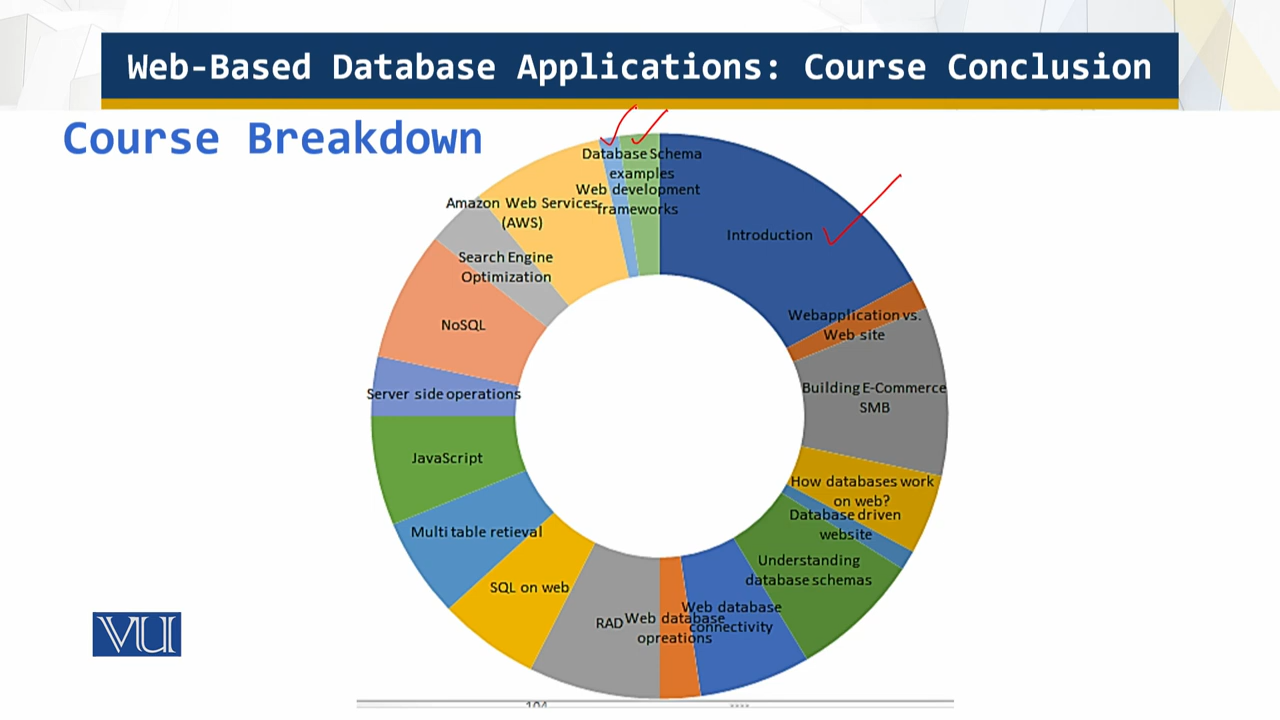 Web-Based Database Applications: Course Conclusion
Course Breakdown
Database Schema
examples
Web development
frameworks
Introduction
Webapplication vs.
Web site
Building E-Commerce
SMB
How databases work
on web?
Database driven
website
Understanding
database schemas
Web database
connectivity
Web database
opreations
RAD
SQL on web
Multi table retieval
JavaScript
Server side operations
NoSQL
Search Engine
Optimization
Amazon Web Services
(AWS)
VU